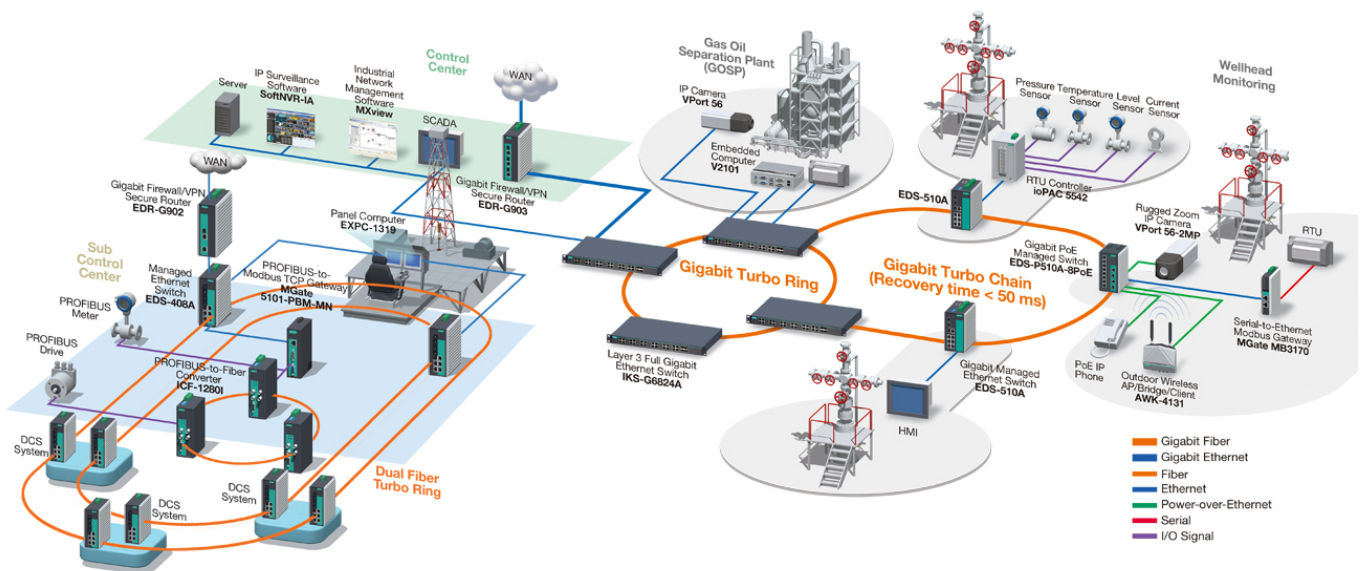 Control
Center
WAN
Server
IP Surveillance
Software
SoftNVR-IA
Industrial
Network
Management
Software
MXview
SCADA
WAN
Gigabit Firewall/VPN
Secure Router
EDR-G902
Gigabit Firewall/VPN
Secure Router
EDR-G903
Panel Computer
EXPC-1319
Sub
Control
Center
Managed
Ethernet
Switch
EDS-408A
PROFIBUS-to-
Modbus TCP Gateway
MGate
5101-PBM-MN
PROFIBUS
Meter
PROFIBUS
Drive
PROFIBUS-to-Fiber
Converter
ICF-1280I
DCS
System
DCS
System
DCS
System
Dual Fiber
Turbo Ring
Gas Oil
Separation Plant
(GOSP)
IP Camera
VPort 56
Embedded
Computer
V2101
Gigabit Turbo Ring
Layer 3 Full Gigabit
Ethernet Switch
IKS-G6824A
Gigabit Turbo Chain
(Recovery time < 50 ms)
EDS-510A
Pressure
Sensor
Temperature
Sensor
Level
Sensor
Current
Sensor
RTU Controller
ioPAC 5542
Wellhead
Monitoring
Rugged Zoom
IP Camera
VPort 56-2MP
RTU
Gigabit PoE
Managed Switch
EDS-P510A-8PoE
Serial-to-Ethernet
Modbus Gateway
MGate MB3170
PoE IP
Phone
Outdoor Wireless
AP/Bridge/Client
AWK-4131
Gigabit Managed
Ethernet Switch
EDS-510A
HMI
Gigabit Fiber
Gigabit Ethernet
Fiber
Ethernet
Power-over-Ethernet
Serial
I/O Signal